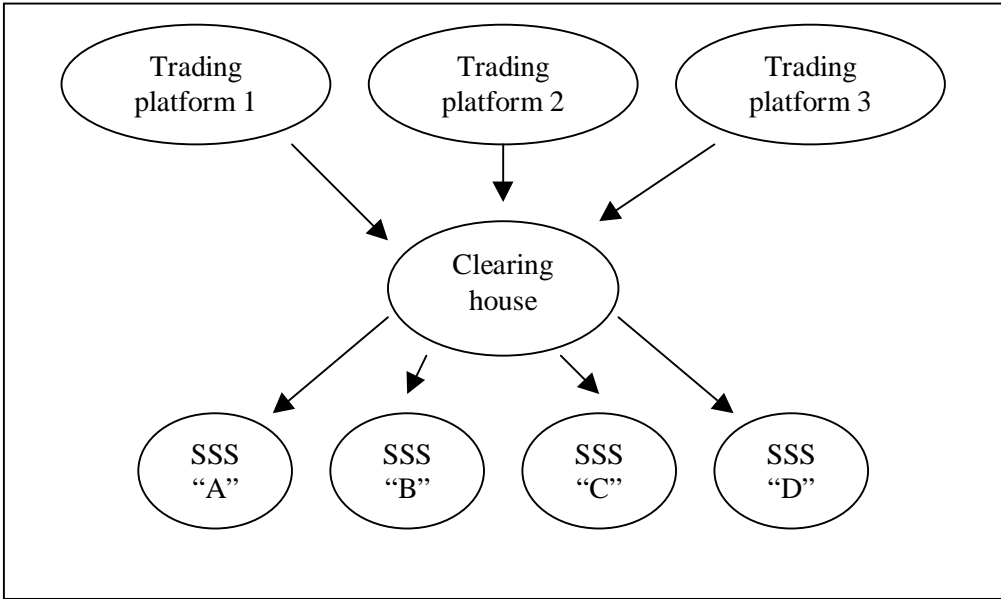 Trading
platform 1
Trading
platform 2
Trading
platform 3
Clearing
house
SSS
“A”
SSS
“B”
SSS
“C”
SSS
“D”